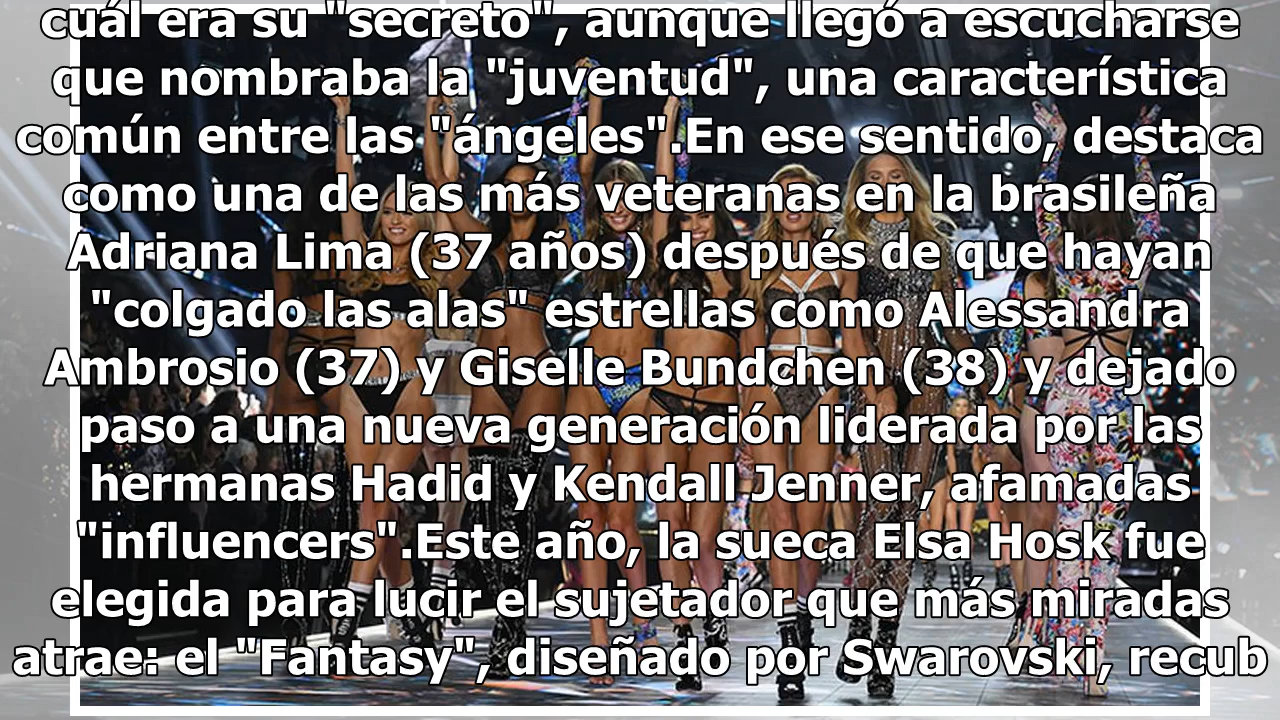 cuál era su "secreto", aunque llegó a escucharse
que nombraba la "juventud", una característica
común entre las "ángeles".En ese sentido, destaca
como una de las más veteranas en la brasileña
Adriana Lima (37 años) después de que hayan
"colgado las alas" estrellas como Alessandra
Ambrosio (37) y Giselle Bundchen (38) y dejado
paso a una nueva generación liderada por las
hermanas Hadid y Kendall Jenner, afamadas
"influencers".Este año, la sueca Elsa Hosk fue
elegida para lucir el sujetador que más miradas
atrae: el "Fantasy", diseñado por Swarovski, recub